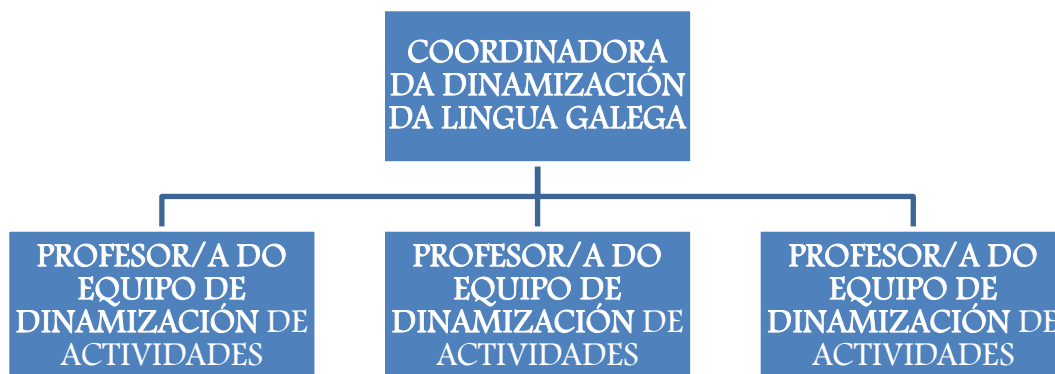 COORDINADORA
DA DINAMIZACIÓN
DA LINGUA GALEGA
PROFESOR/A DO
EQUIPO DE
DINAMIZACIÓN DE
ACTIVIDADES
PROFESOR/A DO
EQUIPO DE
DINAMIZACIÓN DE
ACTIVIDADES
PROFESOR/A DO
EQUIPO DE
DINAMIZACIÓN DE
ACTIVIDADES